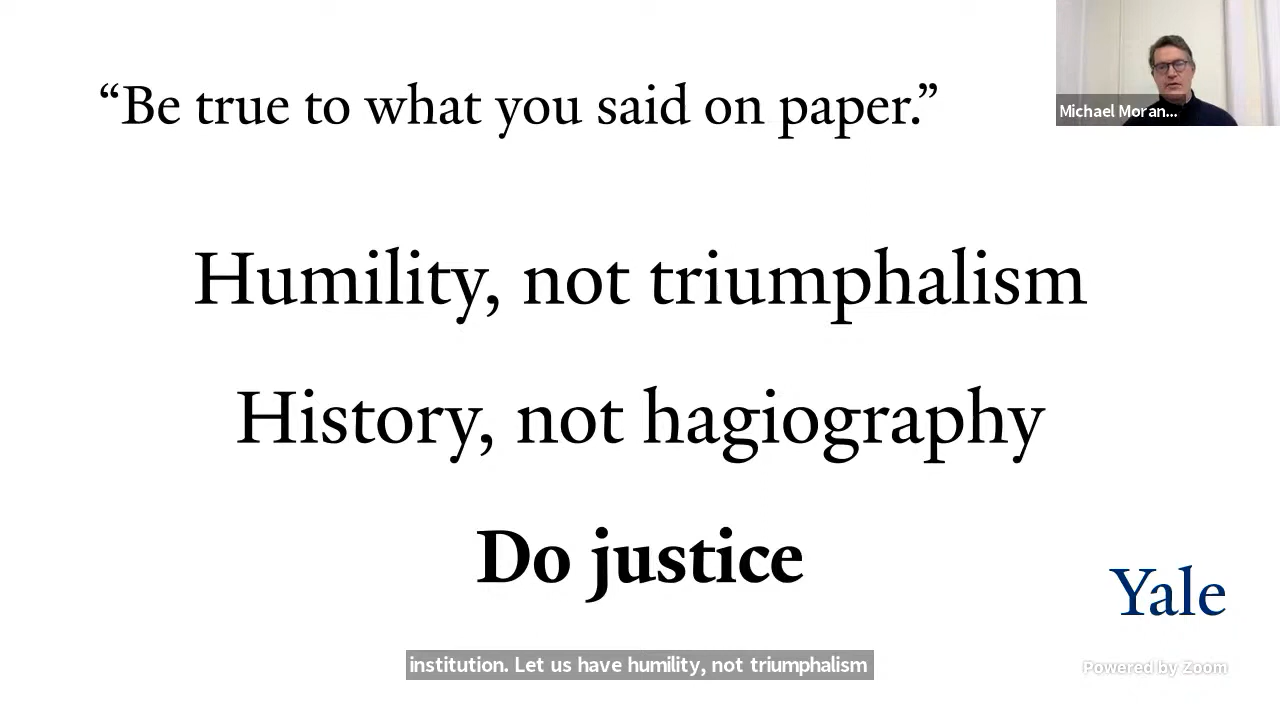 “Be true to what you said on paper.”
Michael Moran...
Humility, not triumphalism
History, not hagiography
Do justice
Yale
institution. Let us have humility, not triumphalism
Powered by Zoom